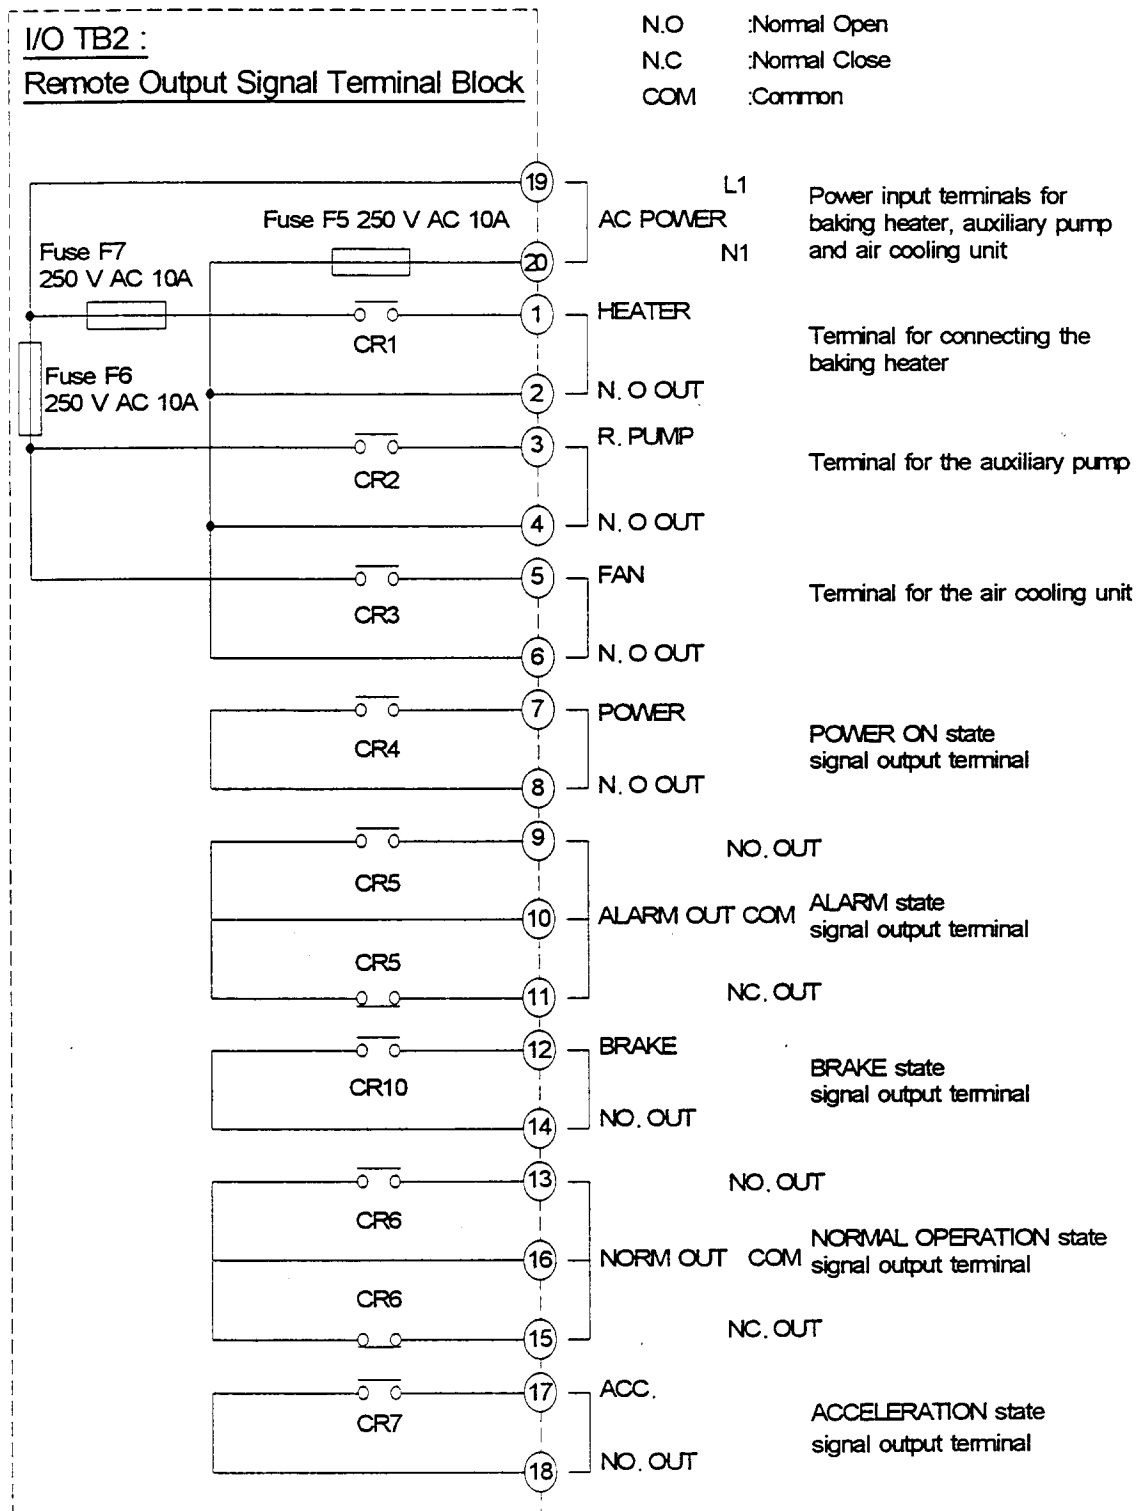 I/O TB2 :
Remote Output Signal Terminal Block
N.O :Normal Open
N.C :Normal Close
COM :Common
19
L1
Fuse F5 250 V AC 10A
AC POWER
Power input terminals for
baking heater, auxiliary pump
and air cooling unit
Fuse F7
250 V AC 10A
20
N1
1
HEATER
CR1
Terminal for connecting the
baking heater
Fuse F6
250 V AC 10A
2
N. O OUT
3
R. PUMP
CR2
Terminal for the auxiliary pump
4
N. O OUT
5
FAN
CR3
Terminal for the air cooling unit
6
N. O OUT
7
POWER
CR4
POWER ON state
signal output terminal
8
N. O OUT
9
NO. OUT
CR5
10
ALARM OUT COM
ALARM state
signal output terminal
CR5
11
NC. OUT
12
BRAKE
CR10
BRAKE state
signal output terminal
14
NO. OUT
13
NO. OUT
CR6
16
NORM OUT COM
NORMAL OPERATION state
signal output terminal
CR6
15
NC. OUT
17
ACC.
CR7
ACCELERATION state
signal output terminal
18
NO. OUT